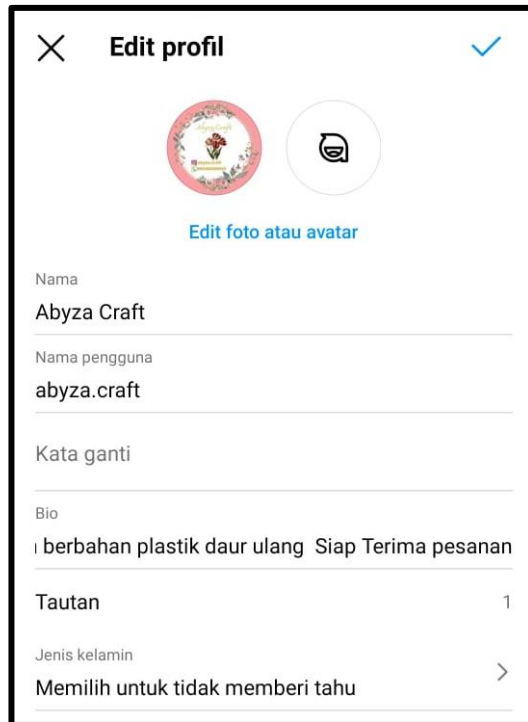 Edit profil
AbyzaCraft
Edit foto atau avatar
Nama
Abyza Craft
Nama pengguna
abyza.craft
Kata ganti
Bio
berbahan plastik daur ulang Siap Terima pesanan
Tautan 1
Jenis kelamin
Memilih untuk tidak memberi tahu